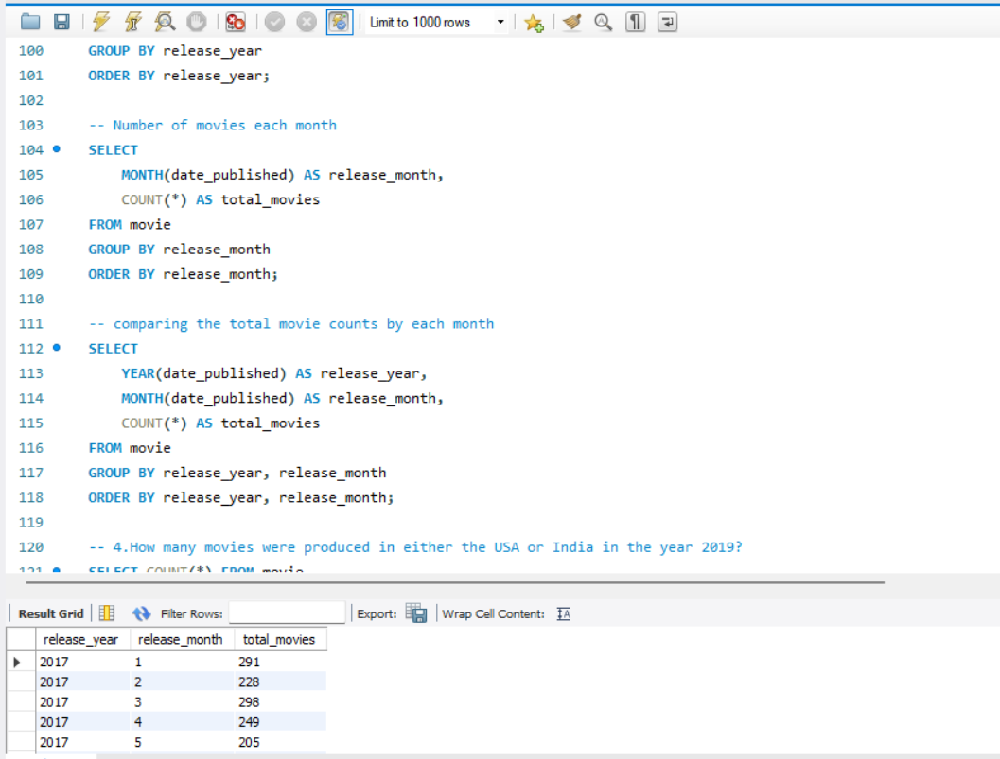 Limit to 1000 rows
100 GROUP BY release_year
101 ORDER BY release_year;
102
103 -- Number of movies each month
104 SELECT
105 MONTH(date_published) AS release_month,
106 COUNT(*) AS total_movies
107 FROM movie
108 GROUP BY release_month
109 ORDER BY release_month;
110
111 -- comparing the total movie counts by each month
112 SELECT
113 YEAR(date_published) AS release_year,
114 MONTH(date_published) AS release_month,
115 COUNT(*) AS total_movies
116 FROM movie
117 GROUP BY release_year, release_month
118 ORDER BY release_year, release_month;
119
120 -- 4.How many movies were produced in either the USA or India in the year 2019?
121 SELECT COUNT(*) FROM movie
Result Grid Filter Rows: Export: Wrap Cell Content: IA
release_year release_month total_movies
2017 1 291
2017 2 228
2017 3 298
2017 4 249
2017 5 205